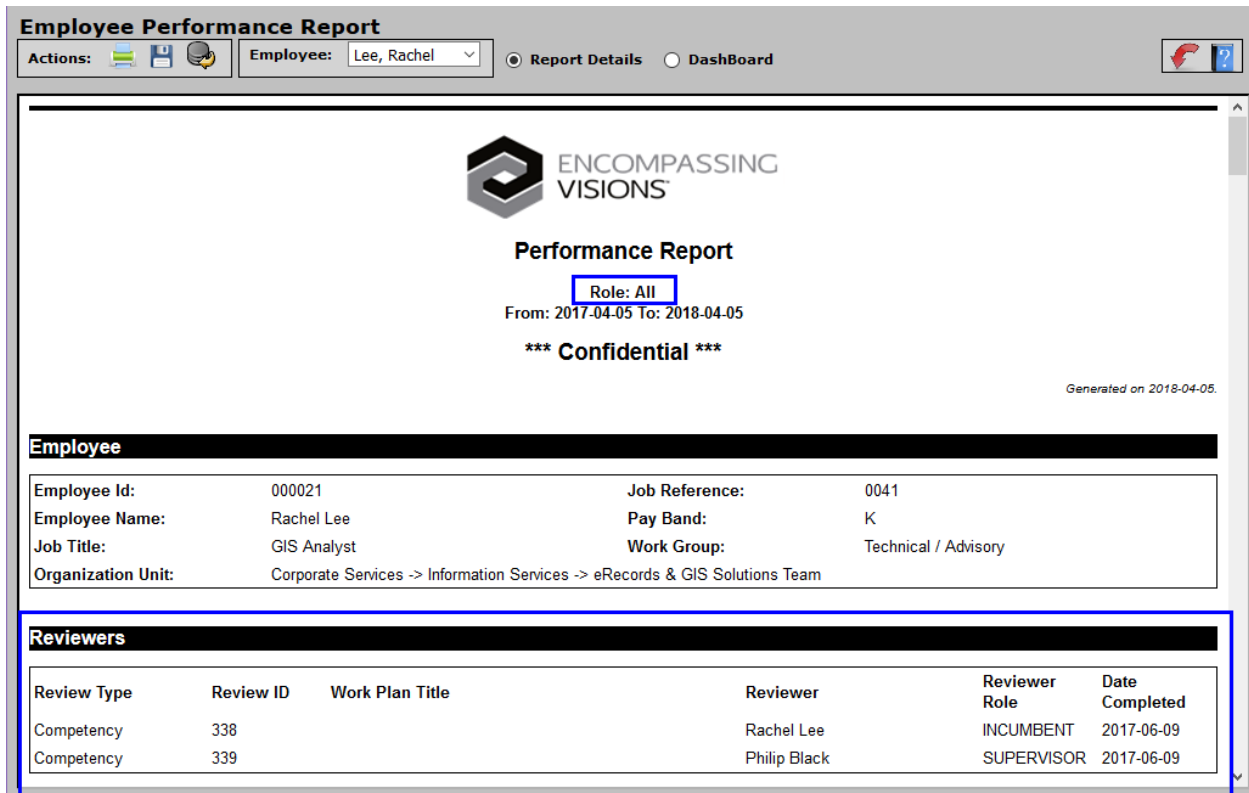 Employee Performance Report
Actions: Employee: Lee, Rachel Report Details DashBoard ?
ENCOMPASSING
VISIONS
Performance Report
Role: All
From: 2017-04-05 To: 2018-04-05
*** Confidential ***
Generated on 2018-04-05.
Employee
Employee Id: 000021 Job Reference: 0041
Employee Name: Rachel Lee Pay Band: K
Job Title: GIS Analyst Work Group: Technical / Advisory
Organization Unit: Corporate Services -> Information Services -> eRecords & GIS Solutions Team
Reviewers
Review Type Review ID Work Plan Title Reviewer Reviewer Role Date Completed
Competency 338 Rachel Lee INCUMBENT 2017-06-09
Competency 339 Philip Black SUPERVISOR 2017-06-09